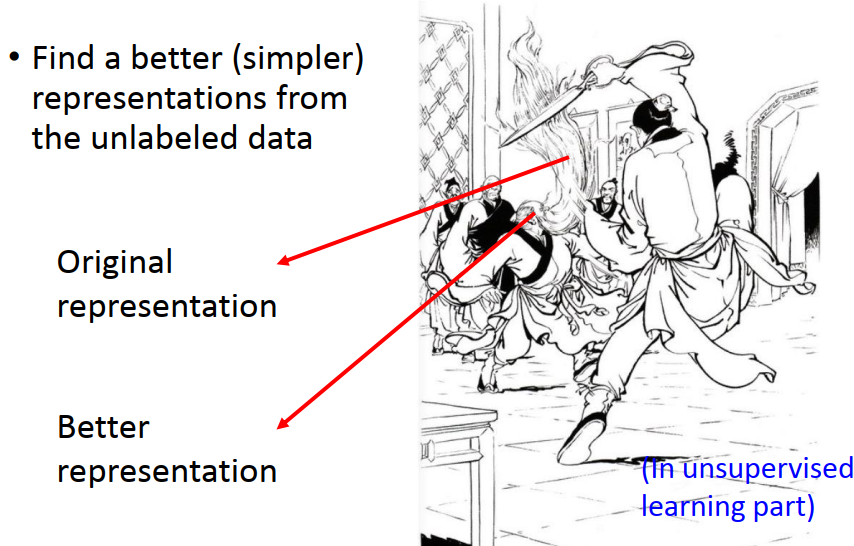 • Find a better (simpler)
representations from
the unlabeled data
Original
representation
Better
representation
(In unsupervised
learning part)